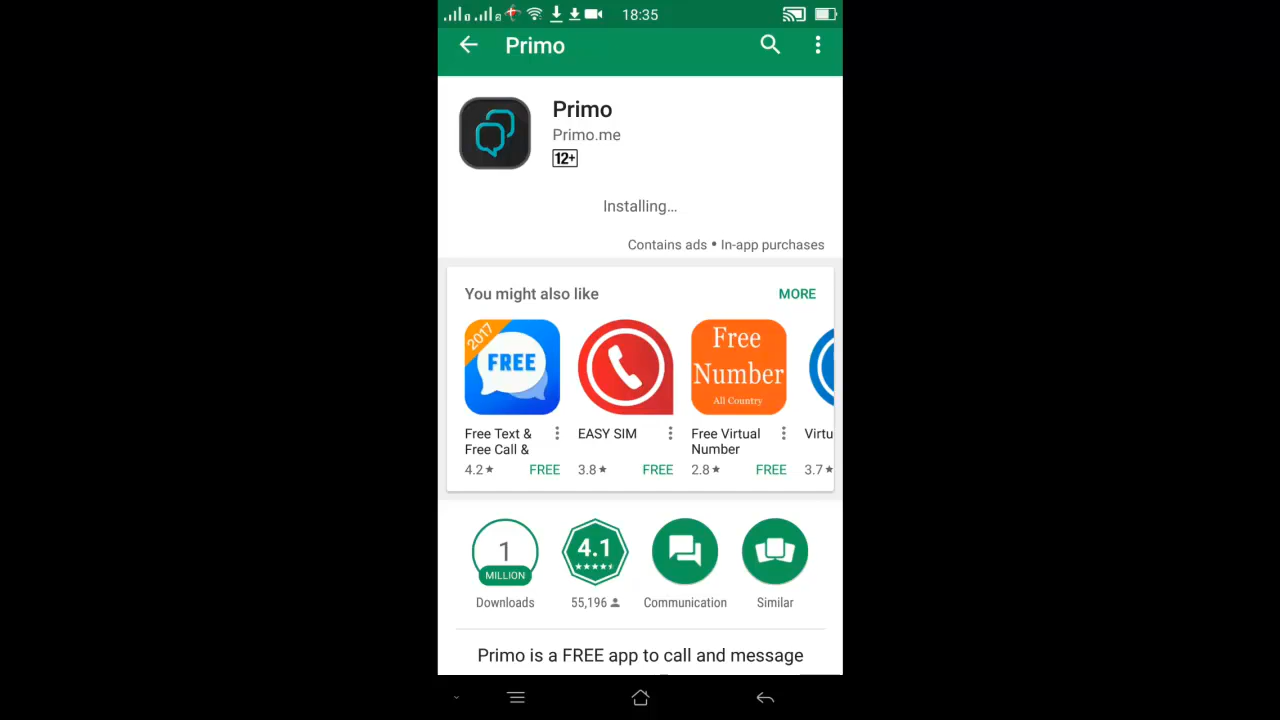 18:35
Primo
Primo
Primo.me
12+
Installing…
Contains ads • In-app purchases
You might also like
MORE
2017
FREE
Free
Number
All Country
Free Text &
Free Call &
EASY SIM
Free Virtual
Number
Virtu
4.2★
FREE
3.8★
FREE
2.8★
FREE
3.7★
1
MILLION
4.1
Downloads
55,196
Communication
Similar
Primo is a FREE app to call and message